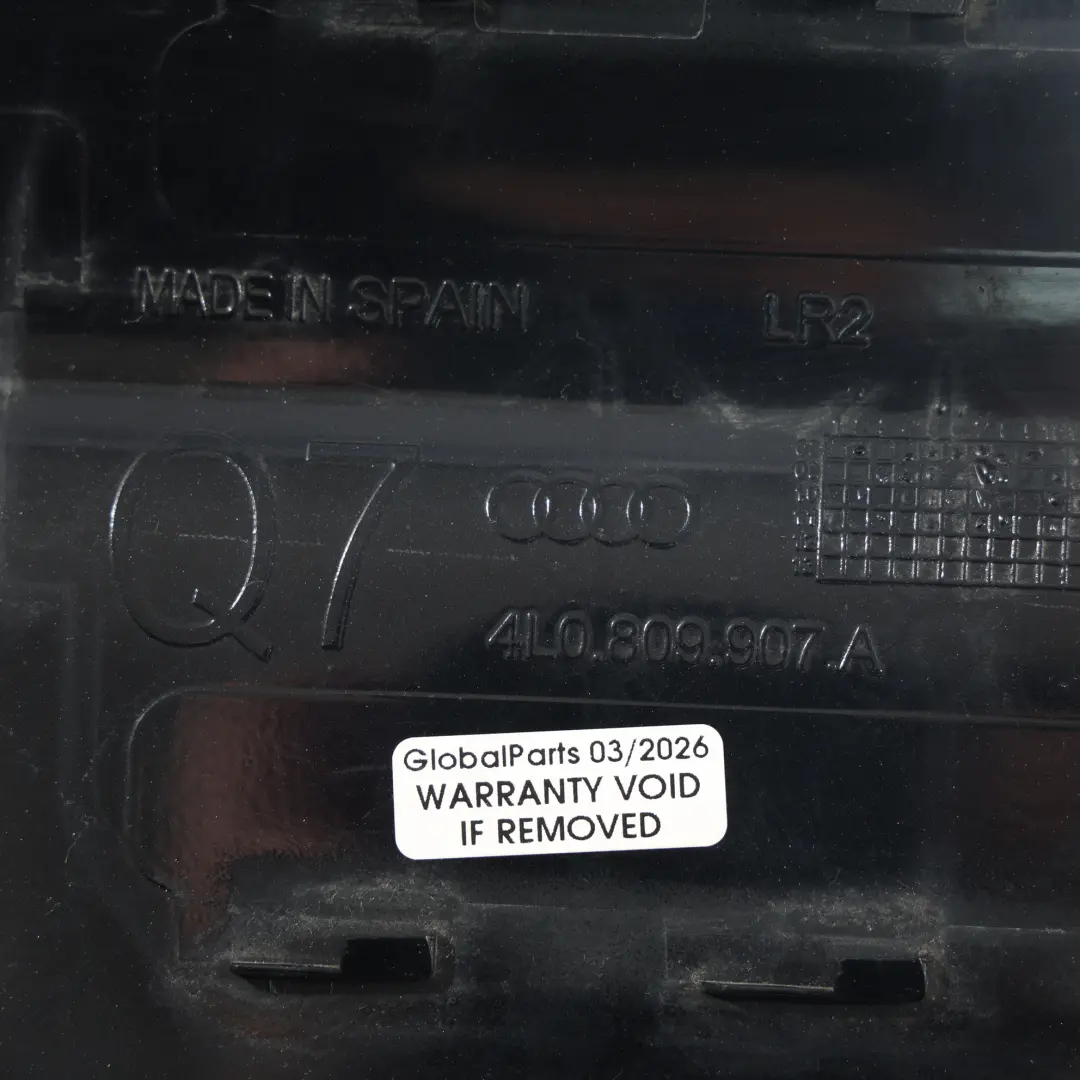 MADE IN SPAIN
LR2
Q7
4L0.809.907.A
GlobalParts 03/2026
WARRANTY VOID
IF REMOVED